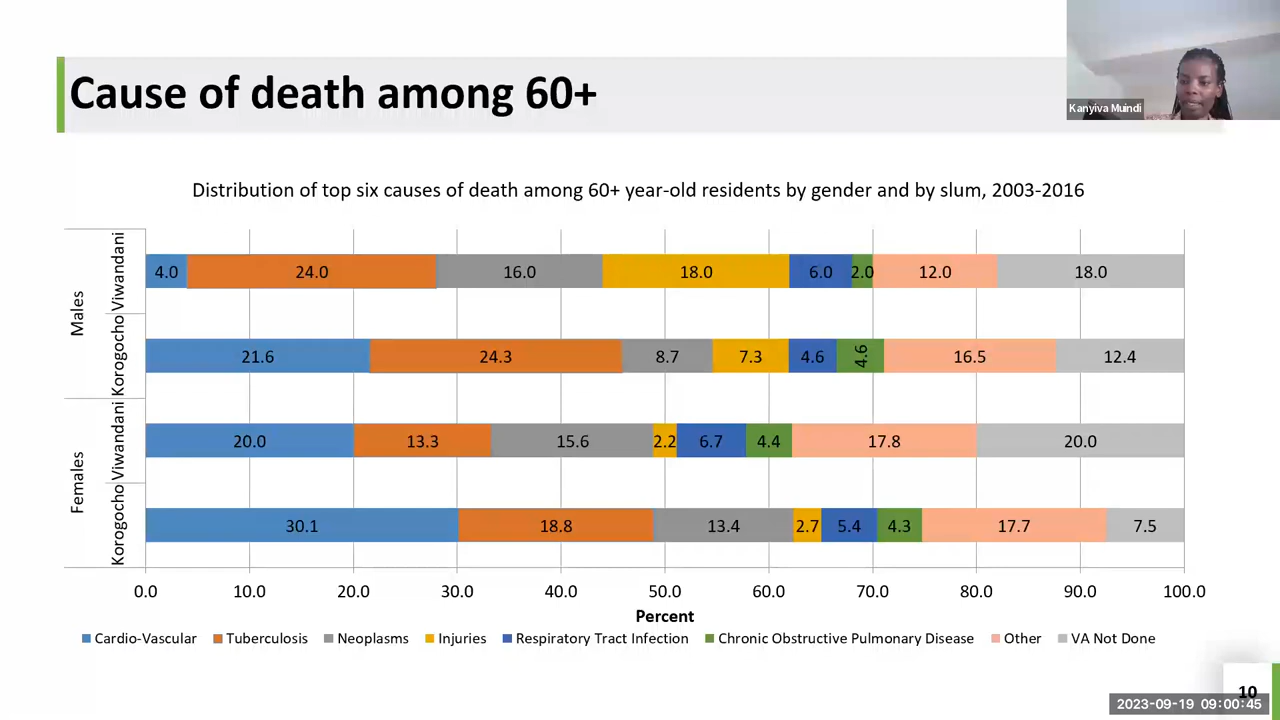 Cause of death among 60+
Kanyiva Muindi
Distribution of top six causes of death among 60+ year-old residents by gender and by slum, 2003-2016
Males
Viwandani
4.0 24.0 16.0 18.0 6.0 2.0 12.0 18.0
Korogocho
21.6 24.3 8.7 7.3 4.6 4.6 16.5 12.4
Females
Viwandani
20.0 13.3 15.6 2.2 6.7 4.4 17.8 20.0
Korogocho
30.1 18.8 13.4 2.7 5.4 4.3 17.7 7.5
0.0 10.0 20.0 30.0 40.0 50.0 60.0 70.0 80.0 90.0 100.0
Percent
Cardio-Vascular Tuberculosis Neoplasms Injuries Respiratory Tract Infection Chronic Obstructive Pulmonary Disease Other VA Not Done
10
2023-09-19 09:00:45